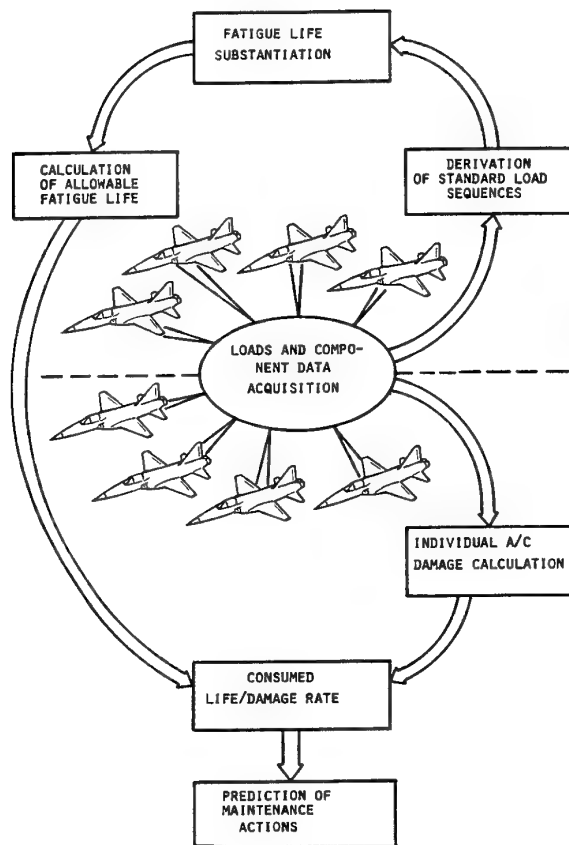 FATIGUE LIFE
SUBSTANTIATION
CALCULATION
OF ALLOWABLE
FATIGUE LIFE
DERIVATION
OF STANDARD LOAD
SEQUENCES
LOADS AND COMPO-
NENT DATA
ACQUISITION
INDIVIDUAL A/C
DAMAGE CALCULATION
CONSUMED
LIFE/DAMAGE RATE
PREDICTION OF
MAINTENANCE
ACTIONS